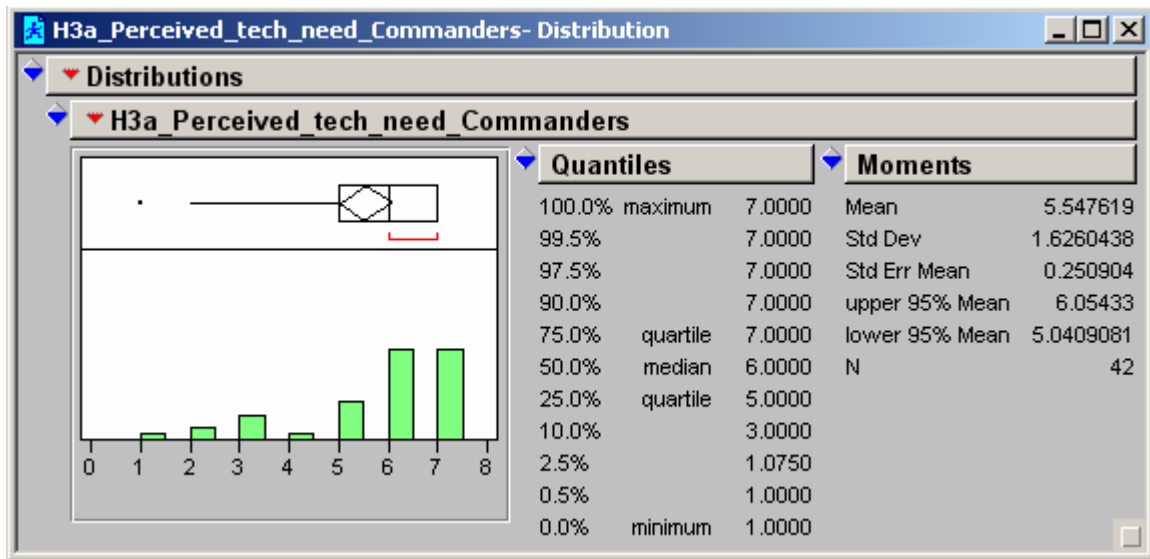 H3a_Perceived_tech_need_Commanders- Distribution
Distributions
H3a_Perceived_tech_need_Commanders
0 1 2 3 4 5 6 7 8
Quantiles
100.0% maximum 7.0000
99.5% 7.0000
97.5% 7.0000
90.0% 7.0000
75.0% quartile 7.0000
50.0% median 6.0000
25.0% quartile 5.0000
10.0% 3.0000
2.5% 1.0750
0.5% 1.0000
0.0% minimum 1.0000
Moments
Mean 5.547619
Std Dev 1.6260438
Std Err Mean 0.250904
upper 95% Mean 6.05433
lower 95% Mean 5.0409081
N 42